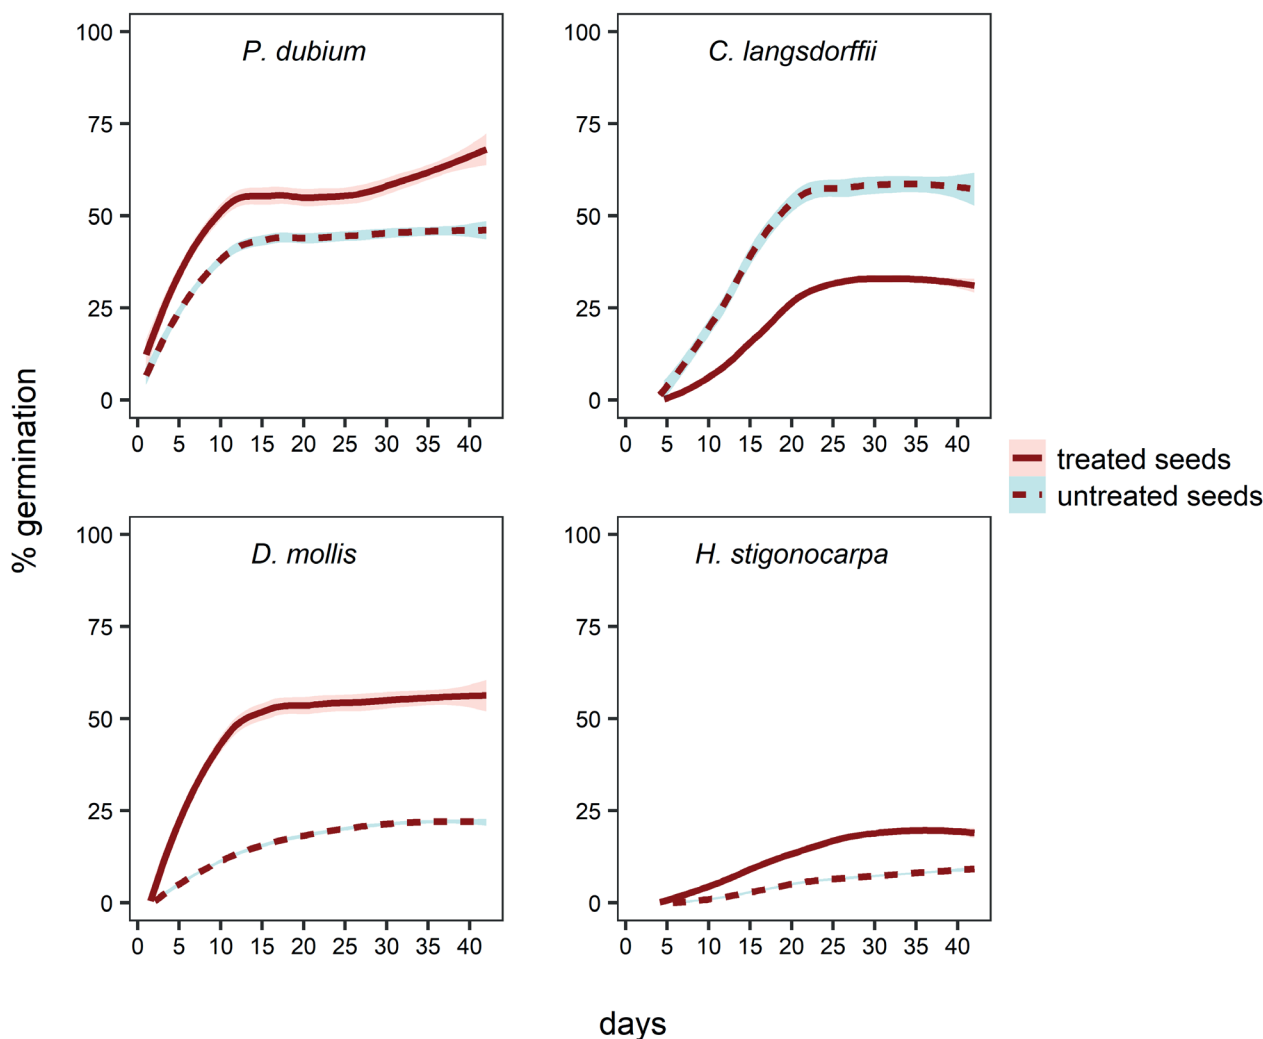 P. dubium
100
75
50
25
0
0 5 10 15 20 25 30 35 40
C. langsdorffii
100
75
50
25
0
0 5 10 15 20 25 30 35 40
% germination
treated seeds
untreated seeds
D. mollis
100
75
50
25
0
0 5 10 15 20 25 30 35 40
H. stigonocarpa
100
75
50
25
0
0 5 10 15 20 25 30 35 40
days